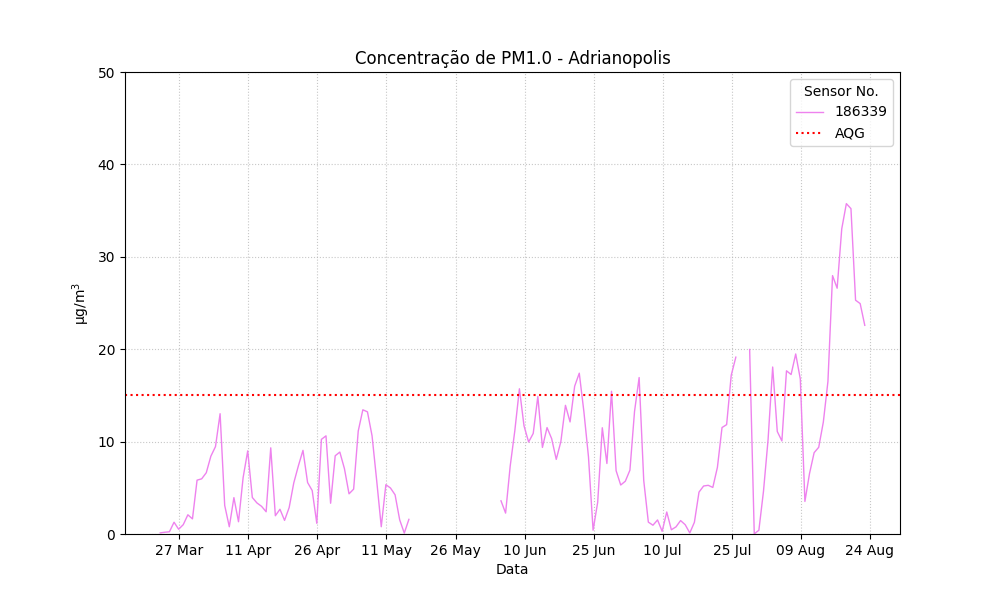 Concentração de PM1.0 - Adrianopolis
Sensor No.
186339
AQG
50
40
30
20
10
0
µg/m³
27 Mar 11 Apr 26 Apr 11 May 26 May 10 Jun 25 Jun 10 Jul 25 Jul 09 Aug 24 Aug
Data